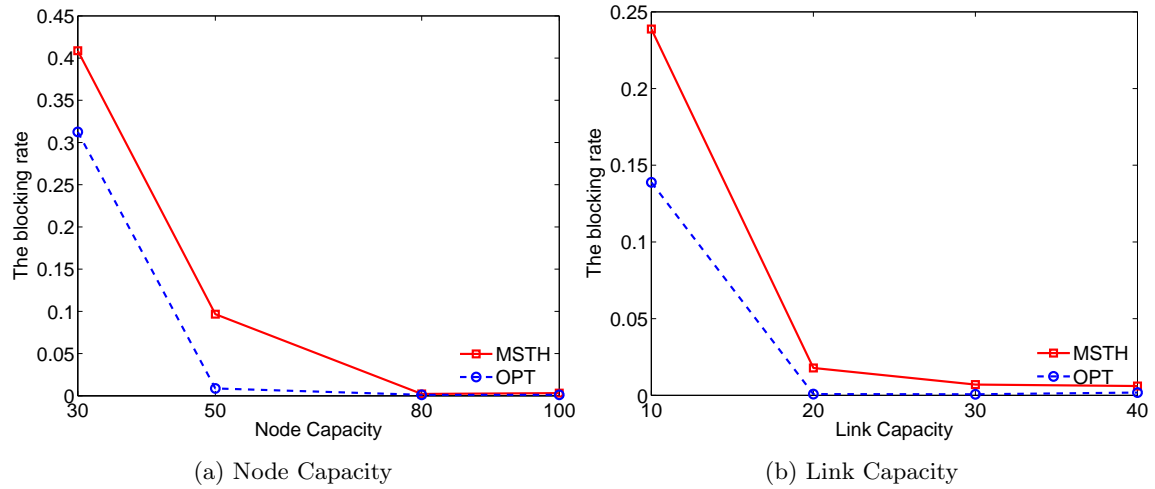 The blocking rate
0.45
0.4
0.35
0.3
0.25
0.2
0.15
0.1
0.05
0
30
50
80
100
Node Capacity
MSTH
OPT
(a) Node Capacity
The blocking rate
0.25
0.2
0.15
0.1
0.05
0
10
20
30
40
Link Capacity
MSTH
OPT
(b) Link Capacity